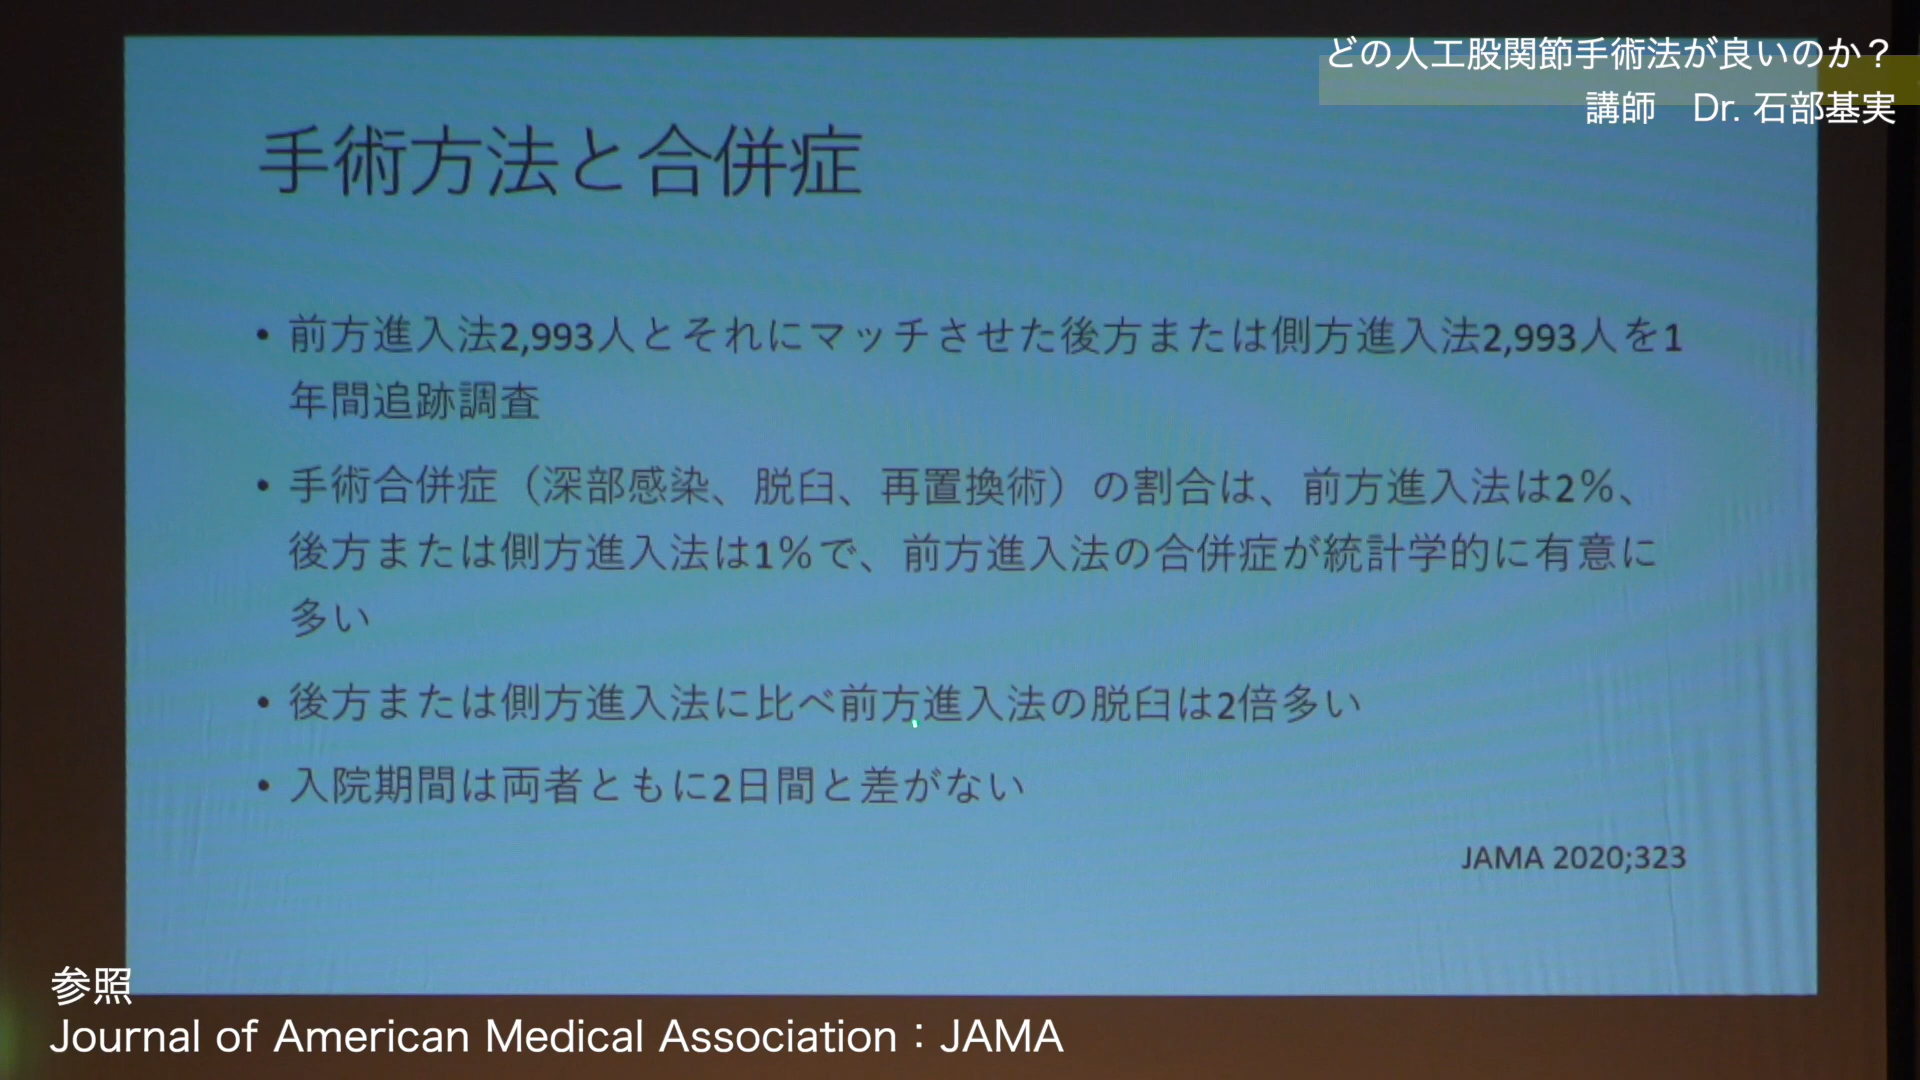 どの人工股関節手術法が良いのか？
講師　Dr. 石部基実
手術方法と合併症
• 前方進入法2,993人とそれにマッチさせた後方または側方進入法2,993人を1
年間追跡調査
• 手術合併症（深部感染、脱臼、再置換術）の割合は、前方進入法は2％、
後方または側方進入法は1％で、前方進入法の合併症が統計学的に有意に
多い
• 後方または側方進入法に比べ前方進入法の脱臼は2倍多い
• 入院期間は両者ともに2日間と差がない
JAMA 2020;323
参照
Journal of American Medical Association：JAMA